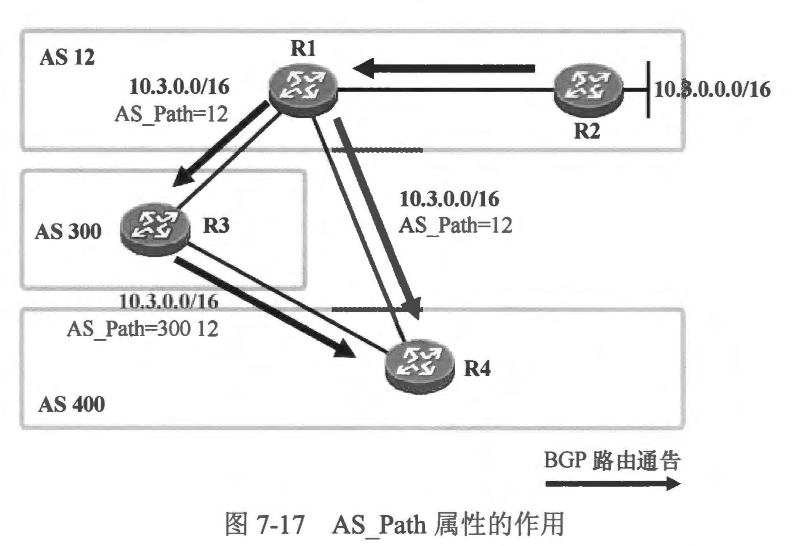 AS 12
R1
10.3.0.0/16
AS_Path=12
R2
10.3.0.0.0/16
10.3.0.0/16
AS_Path=12
AS 300
R3
10.3.0.0/16
AS_Path=300 12
R4
AS 400
BGP 路由通告
图 7-17 AS_Path 属性的作用